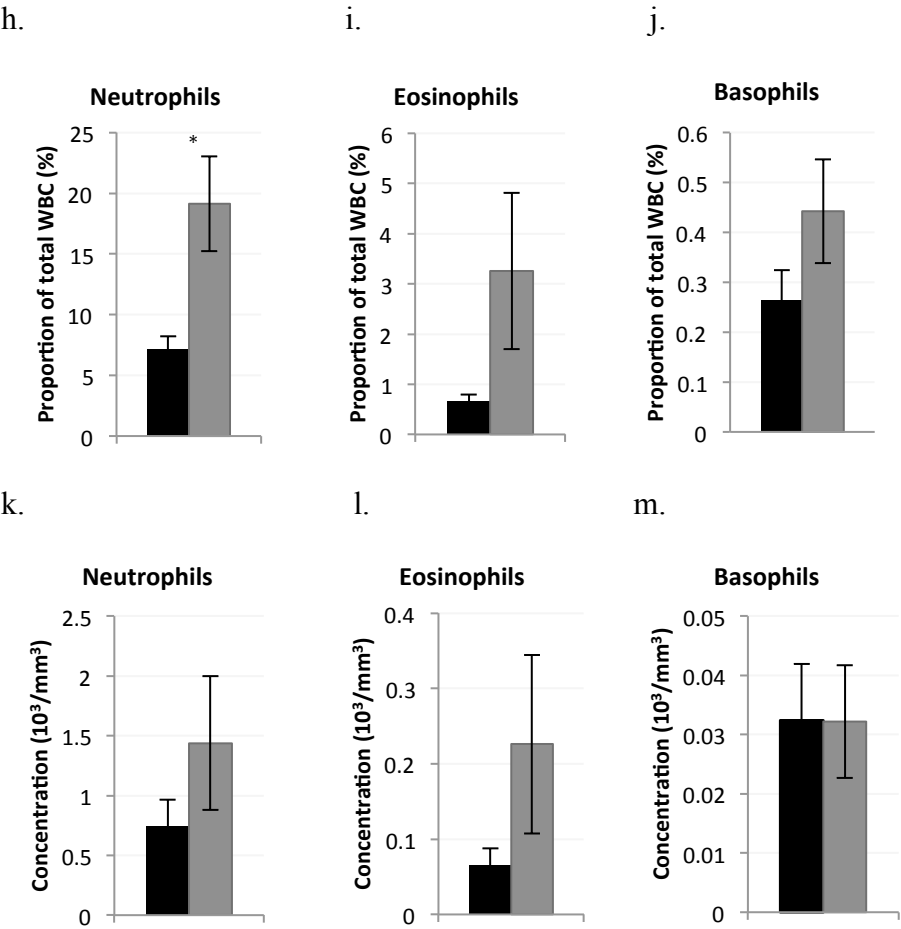 h.
i.
j.
Neutrophils
Proportion of total WBC (%)
25
20
15
10
5
0
*
Eosinophils
Proportion of total WBC (%)
6
5
4
3
2
1
0
Basophils
Proportion of total WBC (%)
0.6
0.5
0.4
0.3
0.2
0.1
0
k.
l.
m.
Neutrophils
Concentration (10³/mm³)
2.5
2
1.5
1
0.5
0
Eosinophils
Concentration (10³/mm³)
0.4
0.3
0.2
0.1
0
Basophils
Concentration (10³/mm³)
0.05
0.04
0.03
0.02
0.01
0